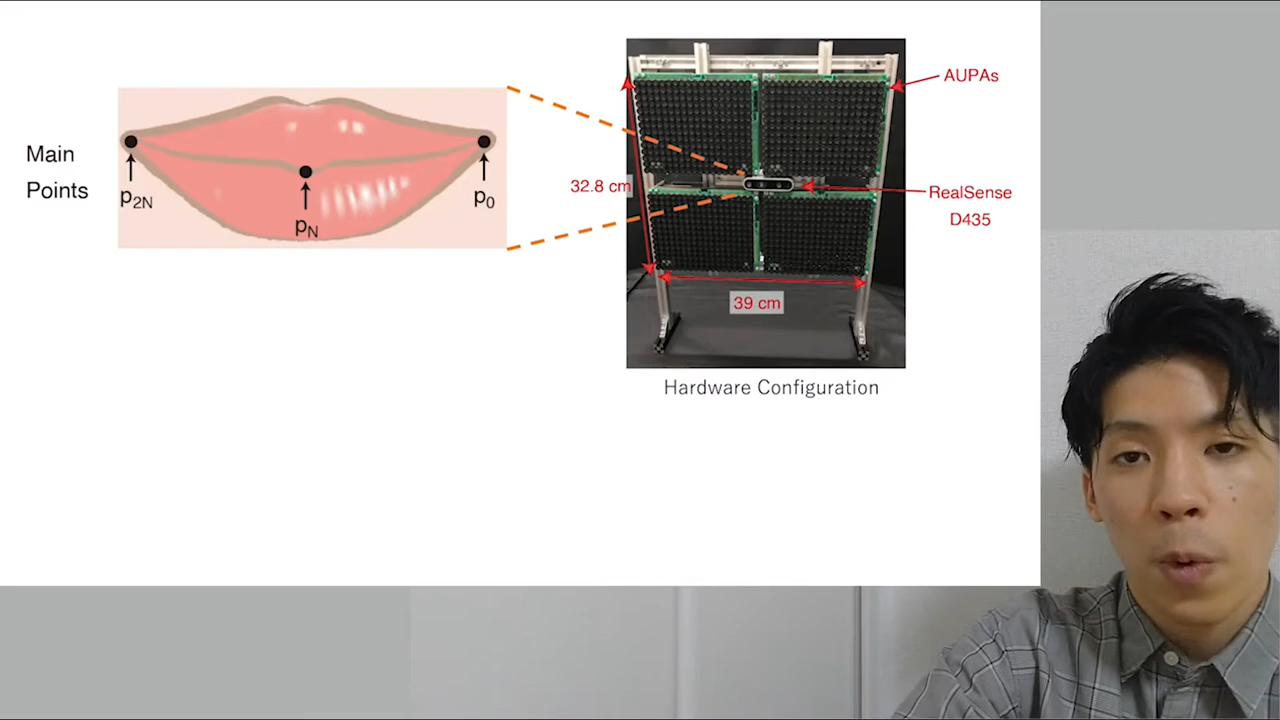 Main
Points
p2N
pN
p0
AUPAs
32.8 cm
RealSense
D435
39 cm
Hardware Configuration